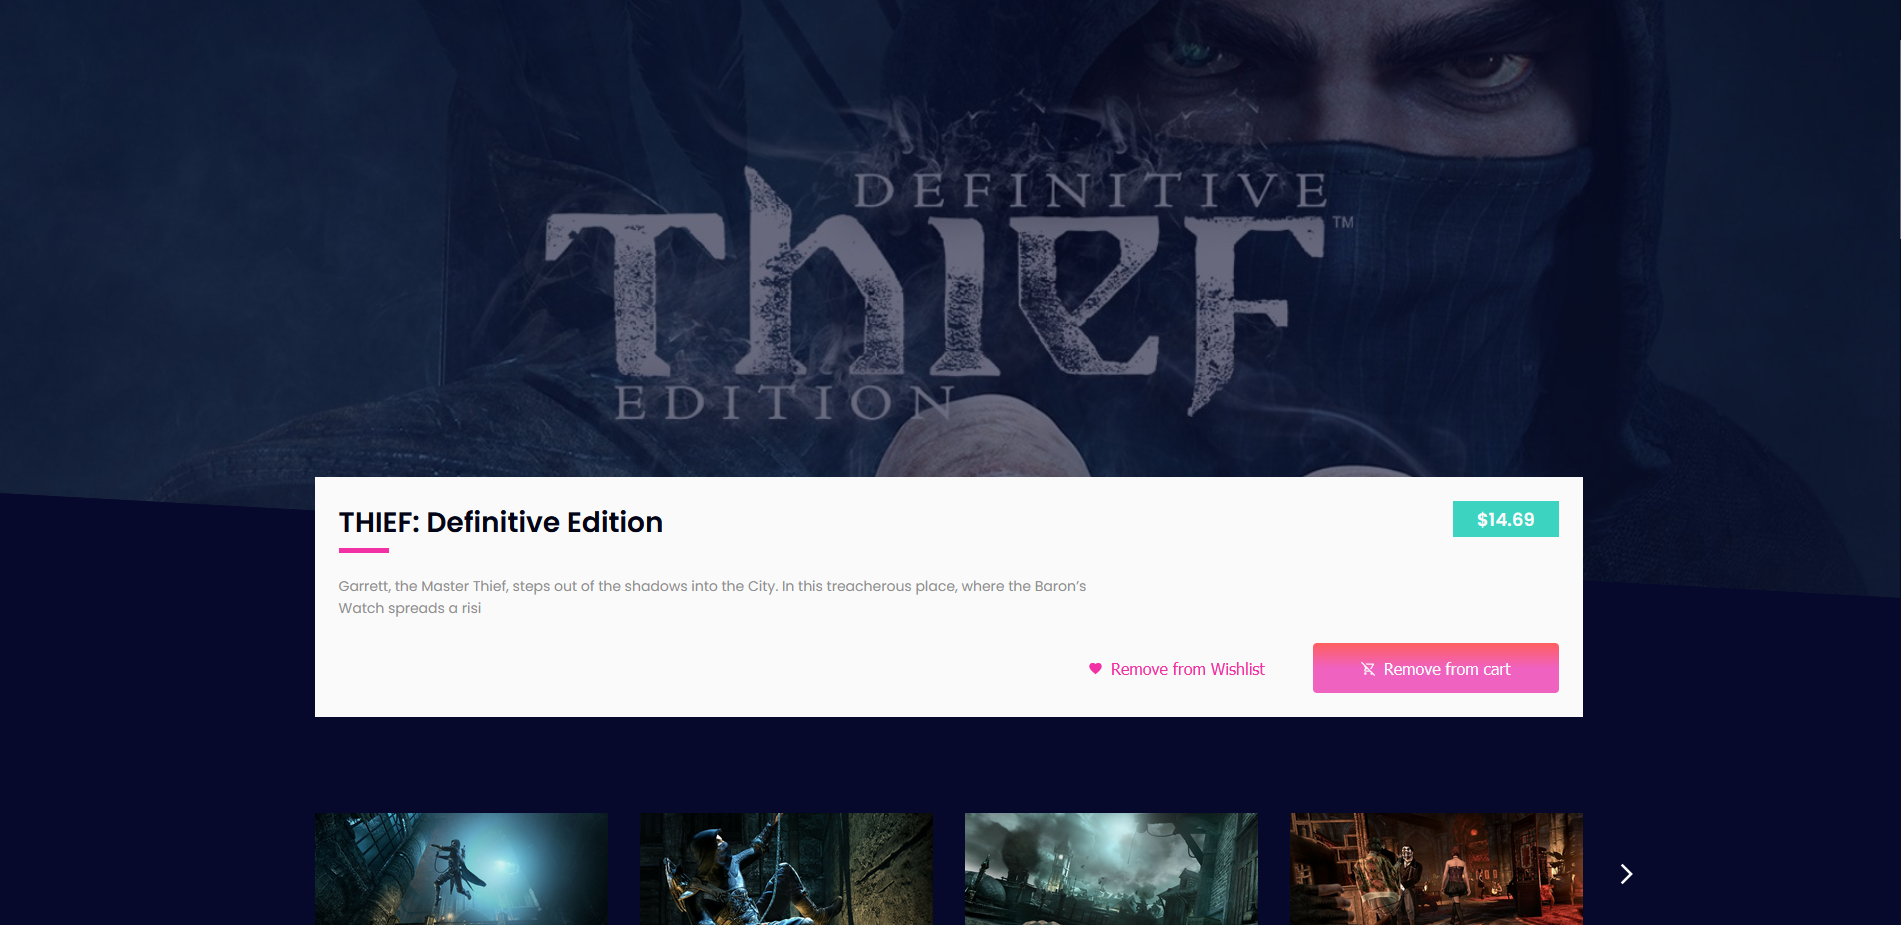 DEFINITIVE
THIEF™
EDITION
THIEF: Definitive Edition
$14.69
Garrett, the Master Thief, steps out of the shadows into the City. In this treacherous place, where the Baron’s
Watch spreads a risi
Remove from Wishlist
Remove from cart